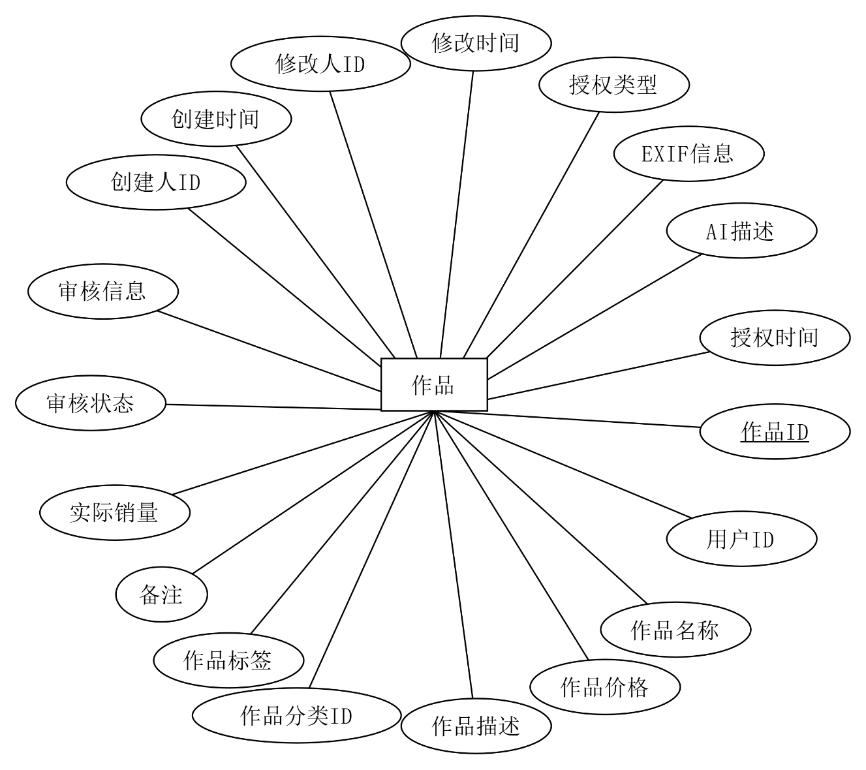 修改时间
修改人ID
授权类型
创建时间
EXIF信息
创建人ID
AI描述
审核信息
授权时间
作品
审核状态
作品ID
实际销量
用户ID
备注
作品名称
作品标签
作品价格
作品分类ID
作品描述